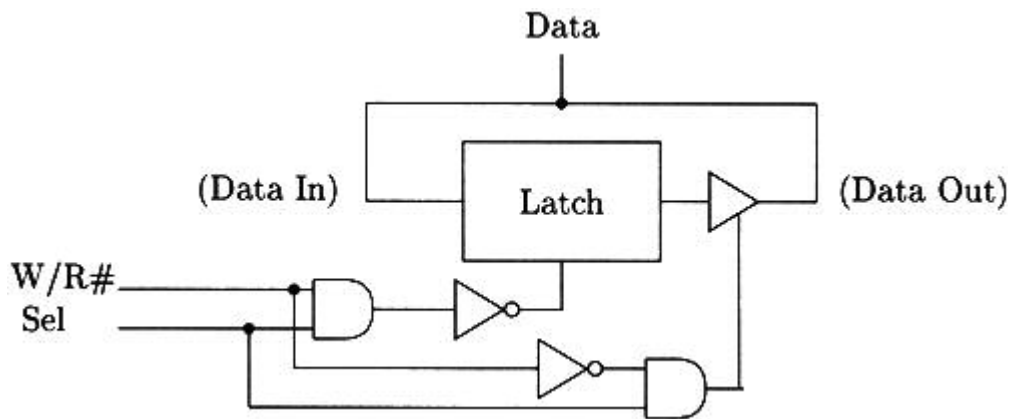 Data
(Data In)
Latch
(Data Out)
W/R#
Sel